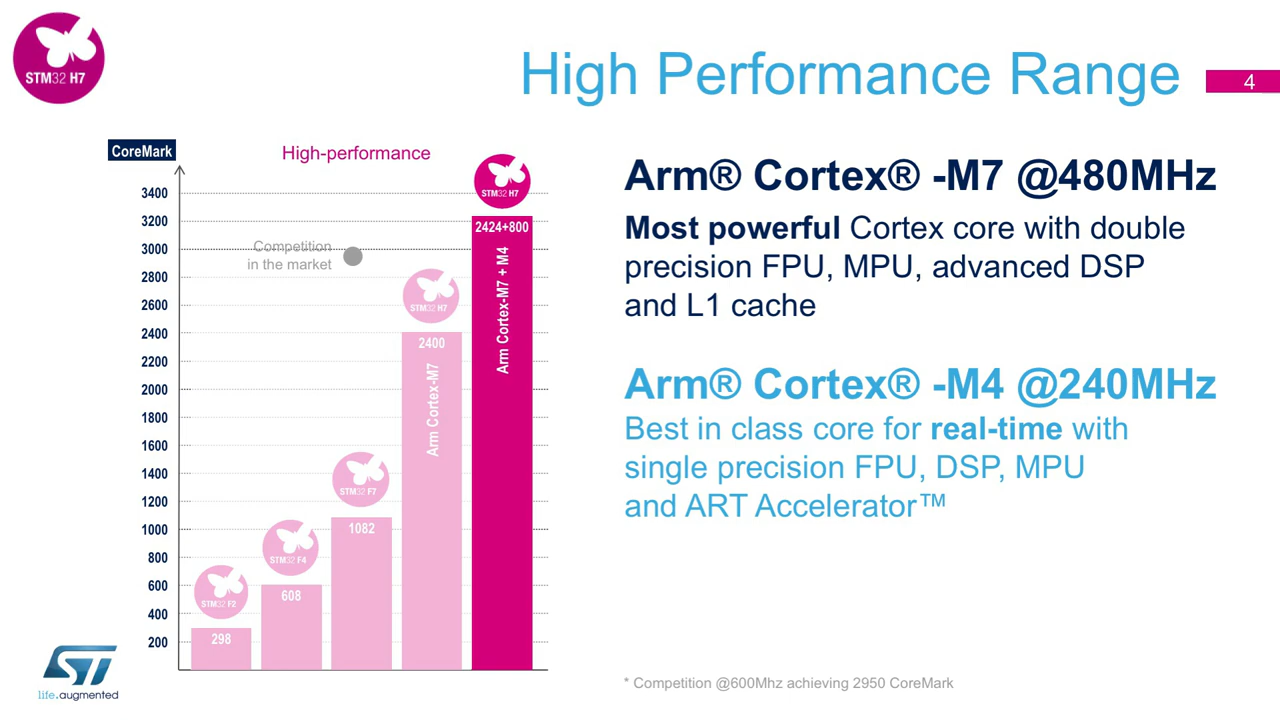 STM32 H7
High Performance Range
4
CoreMark
High-performance
3400
3200
3000
2800
2600
2400
2200
2000
1800
1600
1400
1200
1000
800
600
400
200
Competition
in the market
STM32 F2
298
STM32 F4
608
STM32 F7
1082
STM32 H7
2400
Arm Cortex-M7
STM32 H7
2424+800
Arm Cortex-M7 + M4
Arm® Cortex® -M7 @480MHz
Most powerful Cortex core with double
precision FPU, MPU, advanced DSP
and L1 cache
Arm® Cortex® -M4 @240MHz
Best in class core for real-time with
single precision FPU, DSP, MPU
and ART Accelerator™
ST
life.augmented
* Competition @600Mhz achieving 2950 CoreMark